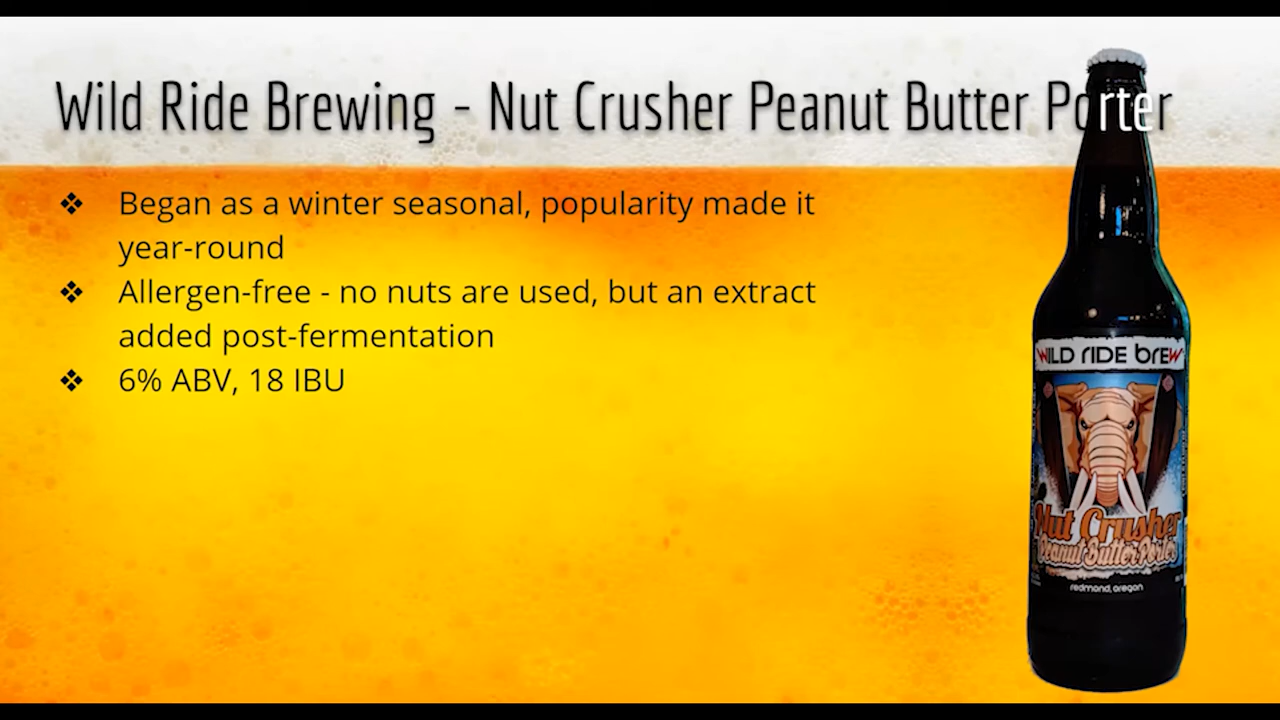 Wild Ride Brewing - Nut Crusher Peanut Butter Porter
❖ Began as a winter seasonal, popularity made it
year-round
❖ Allergen-free - no nuts are used, but an extract
added post-fermentation
❖ 6% ABV, 18 IBU
WILD RIDE BREW
Nut Crusher
Peanut Butter Porter
redmond, oregon